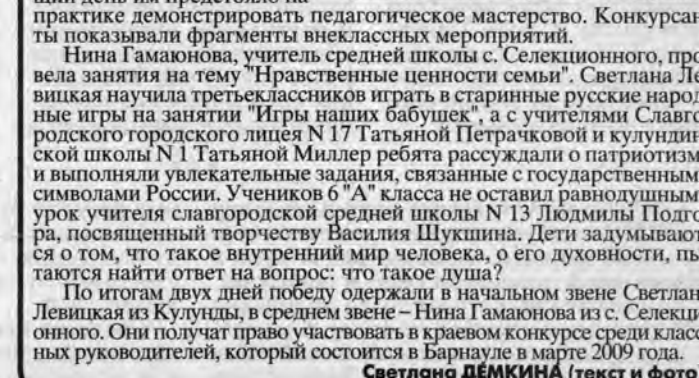 практике демонстрировать педагогическое мастерство. Конкурсан
ты показывали фрагменты внеклассных мероприятий.
Нина Гамаюнова, учитель средней школы с. Селекционного, про
вела занятия на тему "Нравственные ценности семьи". Светлана Ле
вицкая научила третьеклассников играть в старинные русские народ
ные игры на занятии "Игры наших бабушек", а с учителями Славго
родского городского лицея N 17 Татьяной Петрачковой и кулундин
ской школы N 1 Татьяной Миллер ребята рассуждали о патриотизм
и выполняли увлекательные задания, связанные с государственным
символами России. Учеников 6 "А" класса не оставил равнодушным
урок учителя славгородской средней школы N 13 Людмилы Подго
ра, посвященный творчеству Василия Шукшина. Дети задумывают
ся о том, что такое внутренний мир человека, о его духовности, пы
таются найти ответ на вопрос: что такое душа?
По итогам двух дней победу одержали в начальном звене Светлан
Левицкая из Кулунды, в среднем звене – Нина Гамаюнова из с. Селекци
онного. Они получат право участвовать в краевом конкурсе среди класс
ных руководителей, который состоится в Барнауле в марте 2009 года.
Светлана ДЁМКИНА (текст и фото